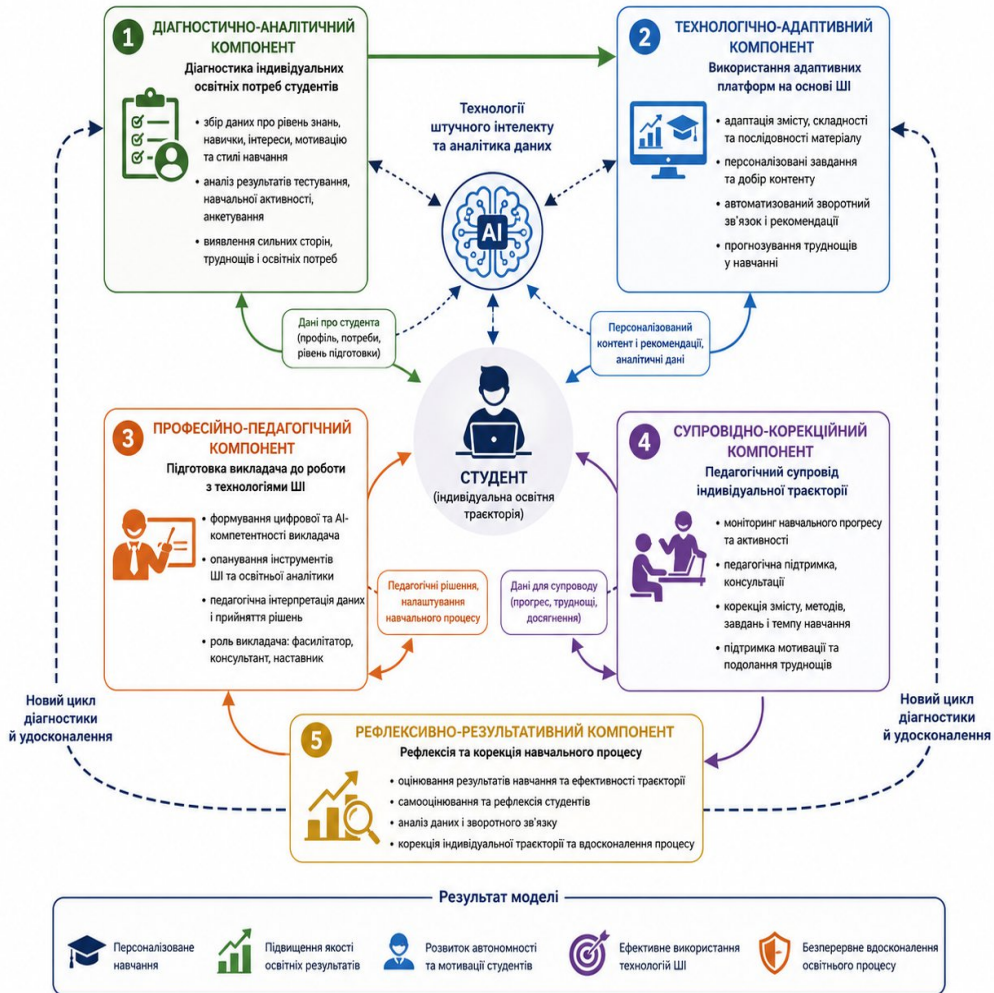 1
ДІАГНОСТИЧНО-АНАЛІТИЧНИЙ
КОМПОНЕНТ
Діагностика індивідуальних
освітніх потреб студентів
• збір даних про рівень знань,
навички, інтереси, мотивацію
та стилі навчання
• аналіз результатів тестування,
навчальної активності,
анкетування
• виявлення сильних сторін,
труднощів і освітніх потреб
Технології
штучного інтелекту
та аналітика даних
AI
2
ТЕХНОЛОГІЧНО-АДАПТИВНИЙ
КОМПОНЕНТ
Використання адаптивних
платформ на основі ШІ
• адаптація змісту, складності
та послідовності матеріалу
• персоналізовані завдання
та добір контенту
• автоматизований зворотний
зв'язок і рекомендації
• прогнозування труднощів
у навчанні
Дані про студента
(профіль, потреби,
рівень підготовки)
Персоналізований
контент і рекомендації,
аналітичні дані
СТУДЕНТ
(індивідуальна освітня
траєкторія)
3
ПРОФЕСІЙНО-ПЕДАГОГІЧНИЙ
КОМПОНЕНТ
Підготовка викладача до роботи
з технологіями ШІ
• формування цифрової та AI-
компетентності викладача
• опанування інструментів
ШІ та освітньої аналітики
• педагогічна інтерпретація даних
і прийняття рішень
• роль викладача: фасилітатор,
консультант, наставник
Педагогічні рішення,
налаштування
навчального процесу
Дані для супроводу
(прогрес, труднощі,
досягнення)
4
СУПРОВІДНО-КОРЕКЦІЙНИЙ
КОМПОНЕНТ
Педагогічний супровід
індивідуальної траєкторії
• моніторинг навчального прогресу
та активності
• педагогічна підтримка,
консультації
• корекція змісту, методів,
завдань і темпу навчання
• підтримка мотивації та
подолання труднощів
Новий цикл
діагностики
й удосконалення
Новий цикл
діагностики
й удосконалення
5
РЕФЛЕКСИВНО-РЕЗУЛЬТАТИВНИЙ КОМПОНЕНТ
Рефлексія та корекція навчального процесу
• оцінювання результатів навчання та ефективності траєкторії
• самооцінювання та рефлексія студентів
• аналіз даних і зворотного зв'язку
• корекція індивідуальної траєкторії та вдосконалення процесу
Результат моделі
Персоналізоване
навчання
Підвищення якості
освітніх результатів
Розвиток автономності
та мотивації студентів
Ефективне використання
технологій ШІ
Безперервне вдосконалення
освітнього процесу